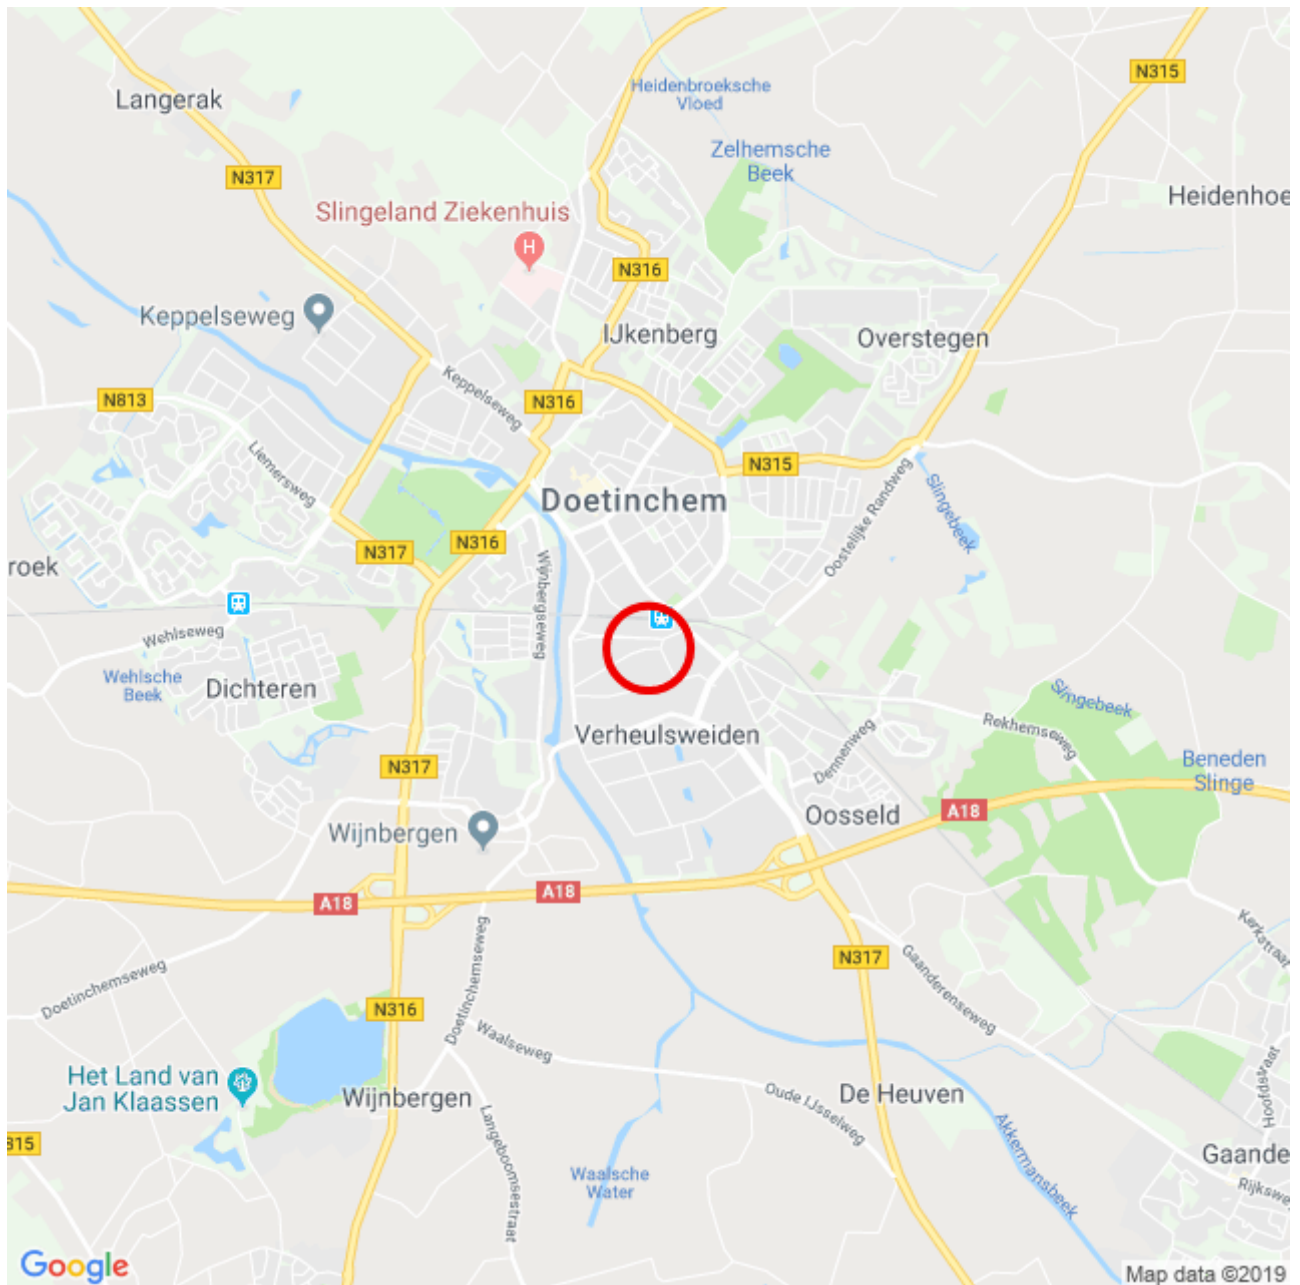 Heidenbroeksche
Vloed
N315
Langerak
Zelhemsche
Beek
N317
Heidenhoe
Slingeland Ziekenhuis
H
N316
Keppelseweg
IJkenberg
Overstegen
Keppelseweg
N813
N316
Liemersweg
N315
Oostelijke Randweg
Slingebeek
Doetinchem
N316
N317
Wijnbergseweg
roek
Wehlseweg
Wehlsche
Beek
Dichteren
Slingebeek
Rekhemseweg
Verheulsweiden
Dennenweg
N317
Beneden
Slinge
A18
Oosseld
Wijnbergen
A18
A18
Kerkstraat
Doetinchemseweg
Doetinchemseweg
N317
Gaanderenseweg
N316
Waalseweg
Hoofdstraat
Het Land van
Jan Klaassen
Wijnbergen
Oude IJsselweg
De Heuven
Langeboomsestraat
Akkermansbeek
315
Gaande
Waalsche
Water
Rijkswe
Google
Map data ©2019